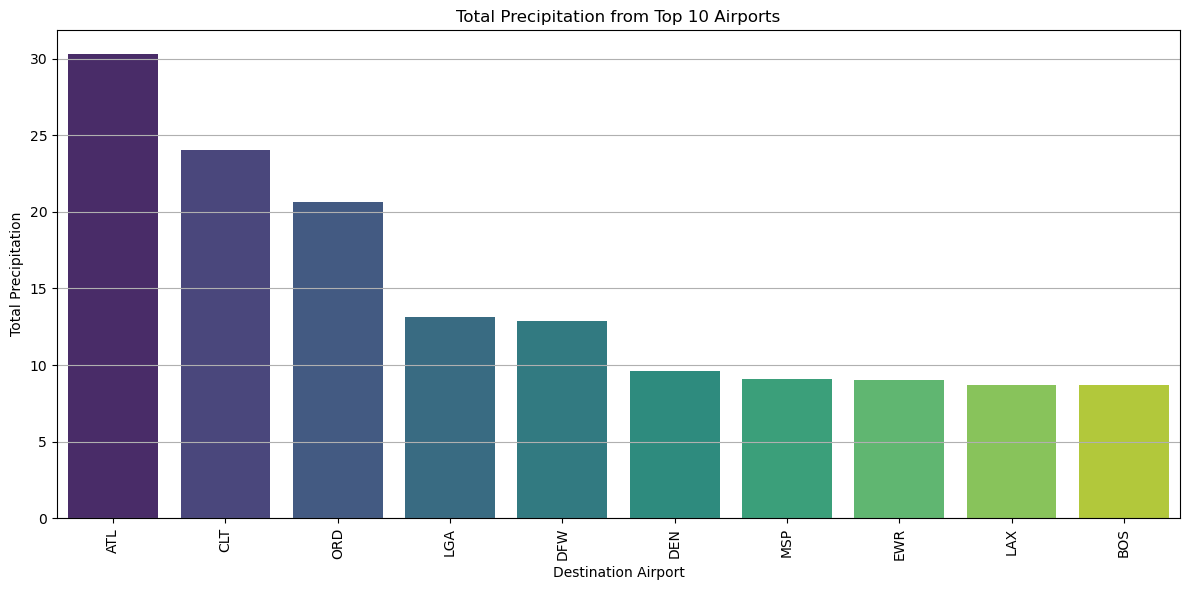 Total Precipitation from Top 10 Airports
Total Precipitation
30
25
20
15
10
5
0
ATL
CLT
ORD
LGA
DFW
DEN
MSP
EWR
LAX
BOS
Destination Airport